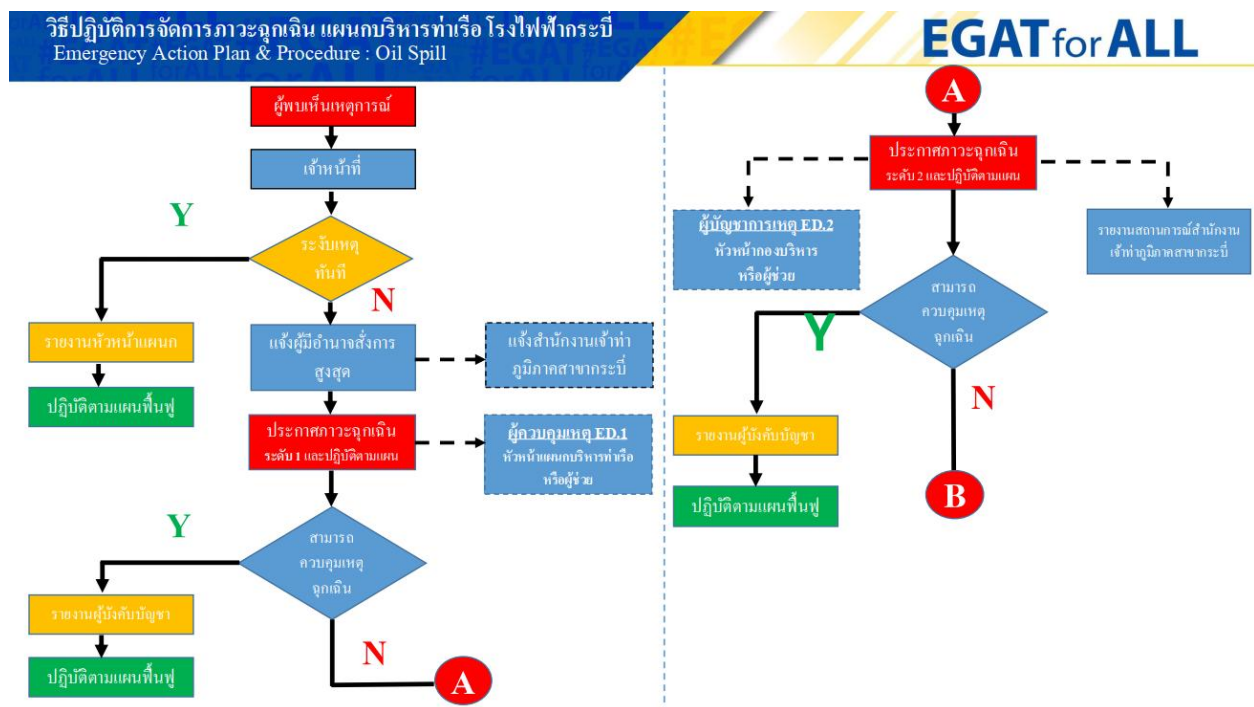 วิธีปฏิบัติการจัดการภาวะฉุกเฉิน แผนกบริหารท่าเรือ โรงไฟฟ้ากระบี่
Emergency Action Plan & Procedure : Oil Spill
EGAT for ALL
ผู้พบเห็นเหตุการณ์
เจ้าหน้าที่
Y
ระงับเหตุ
ทันที
N
รายงานหัวหน้าแผนก
ปฏิบัติตามแผนฟื้นฟู
แจ้งผู้มีอำนาจสั่งการ
สูงสุด
แจ้งสำนักงานเจ้าท่า
ภูมิภาคสาขากระบี่
ประกาศภาวะฉุกเฉิน
ระดับ 1 และปฏิบัติตามแผน
ผู้ควบคุมเหตุ ED.1
หัวหน้าแผนกบริหารท่าเรือ
หรือผู้ช่วย
Y
สามารถ
ควบคุมเหตุ
ฉุกเฉิน
รายงานผู้บังคับบัญชา
ปฏิบัติตามแผนฟื้นฟู
N
A
A
ประกาศภาวะฉุกเฉิน
ระดับ 2 และปฏิบัติตามแผน
ผู้บัญชาการเหตุ ED.2
หัวหน้ากองบริหาร
หรือผู้ช่วย
รายงานสถานการณ์สำนักงาน
เจ้าท่าภูมิภาคสาขากระบี่
สามารถ
ควบคุมเหตุ
ฉุกเฉิน
Y
N
รายงานผู้บังคับบัญชา
ปฏิบัติตามแผนฟื้นฟู
B